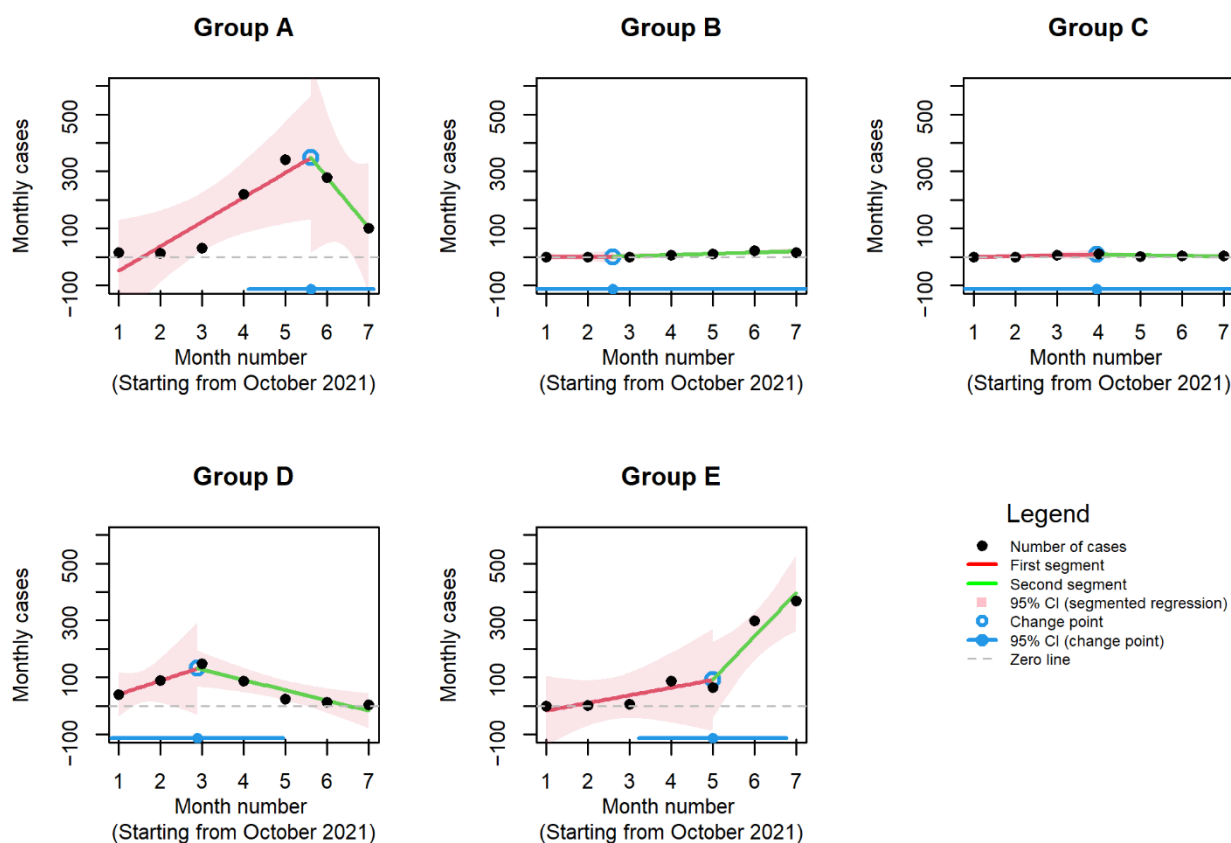 Group A
Group B
Group C
Monthly cases
−100 100 300 500
1 2 3 4 5 6 7
Month number
(Starting from October 2021)
Monthly cases
−100 100 300 500
1 2 3 4 5 6 7
Month number
(Starting from October 2021)
Monthly cases
−100 100 300 500
1 2 3 4 5 6 7
Month number
(Starting from October 2021)
Group D
Group E
Monthly cases
−100 100 300 500
1 2 3 4 5 6 7
Month number
(Starting from October 2021)
Monthly cases
−100 100 300 500
1 2 3 4 5 6 7
Month number
(Starting from October 2021)
Legend
Number of cases
First segment
Second segment
95% CI (segmented regression)
Change point
95% CI (change point)
Zero line